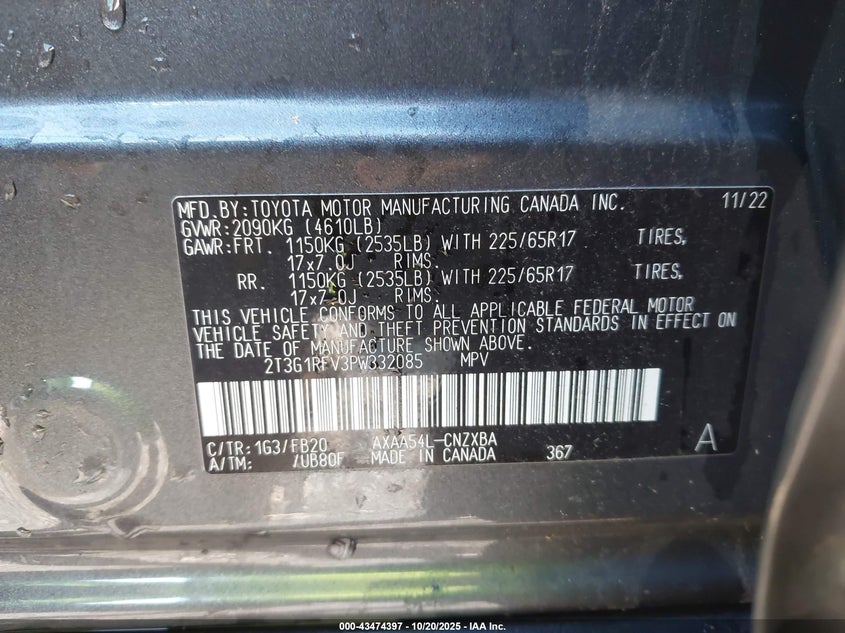 MFD.BY:TOYOTA MOTOR MANUFACTURING CANADA INC. 11/22
GVWR:2090KG (4610LB)
GAWR:FRT. 1150KG (2535LB) WITH 225/65R17 TIRES,
17x7.0J RIMS.
RR. 1150KG (2535LB) WITH 225/65R17 TIRES,
17x7.0J RIMS.
THIS VEHICLE CONFORMS TO ALL APPLICABLE FEDERAL MOTOR
VEHICLE SAFETY AND THEFT PREVENTION STANDARDS IN EFFECT ON
THE DATE OF MANUFACTURE SHOWN ABOVE.
2T3G1RFV3PW332085 MPV
C/TR:1G3/FB20 AXAA54L-CNZXBA
A/TM: /UB80F MADE IN CANADA 367 A
000-43474397 - 10/20/2025 - IAA Inc.